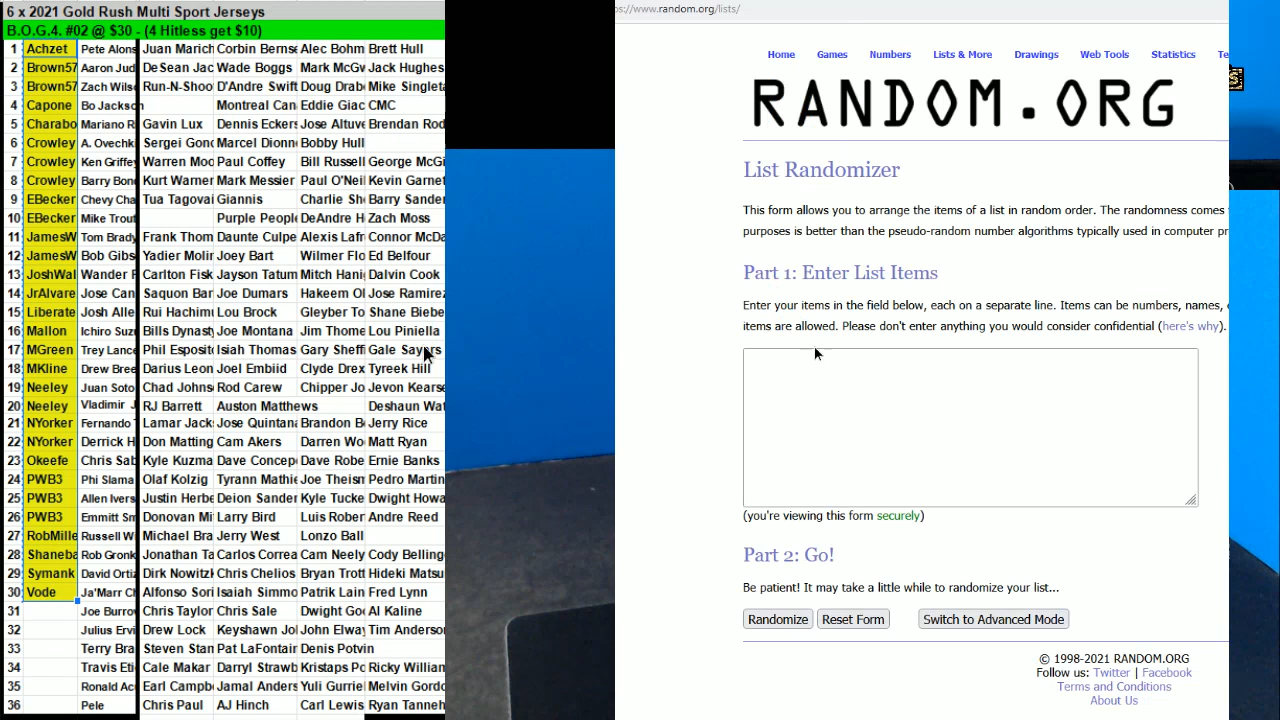 6 x 2021 Gold Rush Multi Sport Jerseys
B.O.G.4. #02 @ $30 - (4 Hitless get $10)
1 Achzet Pete Alons Juan Marich Corbin Berns Alec Bohm Brett Hull
2 Brown57 Aaron Jud DeSean Jac Wade Boggs Mark McGw Jack Hughes
3 Brown57 Zach Wilso Run-N-Shoo D'Andre Swift Doug Drab Mike Singleta
4 Capone Bo Jackson Montreal Can Eddie Giac CMC
5 Charabo Mariano Ri Gavin Lux Dennis Eckers Jose Altuve Brendan Rod
6 Crowley A. Ovechki Sergei Gonc Marcel Dionne Bobby Hull
7 Crowley Ken Griffey Warren Moo Paul Coffey Bill Russell George McGi
8 Crowley Barry Bond Kurt Warner Mark Messier Paul O'Neil Kevin Garnet
9 EBecker Chevy Cha Tua Tagovai Giannis Charlie Sh Barry Sander
10 EBecker Mike Trout Purple People DeAndre H Zach Moss
11 JamesW Tom Brady Frank Thom Daunte Culpe Alexis Lafr Connor McDa
12 JamesW Bob Gibs Yadier Molin Joey Bart Wilmer Flo Ed Belfour
13 JoshWal Wander F Carlton Fisk Jayson Tatum Mitch Hani Dalvin Cook
14 JrAlvare Jose Can Saquon Bar Joe Dumars Hakeem Ol Jose Ramirez
15 Liberate Josh Alle Rui Hachimu Lou Brock Gleyber To Shane Biebe
16 Mallon Ichiro Suzu Bills Dynast Joe Montana Jim Thome Lou Piniella
17 MGreen Trey Lance Phil Esposito Isiah Thomas Gary Sheffi Gale Sayers
18 MKline Drew Bree Darius Leon Joel Embiid Clyde Drex Tyreek Hill
19 Neeley Juan Soto Chad Johns Rod Carew Chipper Jo Jevon Kearse
20 Neeley Vladimir J RJ Barrett Auston Matthews Deshaun Wat
21 NYorker Fernando T Lamar Jack Jose Quintana Brandon B Jerry Rice
22 NYorker Derrick H Don Matting Cam Akers Darren Wo Matt Ryan
23 Okeefe Chris Sab Kyle Kuzma Dave Concep Dave Robe Ernie Banks
24 PWB3 Phi Slama Olaf Kolzig Tyrann Mathie Joe Theism Pedro Martin
25 PWB3 Allen Ivers Justin Herbe Deion Sander Kyle Tucke Dwight Howa
26 PWB3 Emmitt Sm Donovan Mi Larry Bird Luis Rober Andre Reed
27 RobMille Russell Wi Michael Bra Jerry West Lonzo Ball
28 Shaneba Rob Gronk Jonathan Ta Carlos Correa Cam Neely Cody Belling
29 Symank David Ortiz Dirk Nowitzk Chris Chelios Bryan Trott Hideki Matsu
30 Vode Ja'Marr Ch Alfonso Sori Isaiah Simmo Patrik Lain Fred Lynn
31 Joe Burrow Chris Taylor Chris Sale Dwight Goo Al Kaline
32 Julius Ervi Drew Lock Keyshawn Jo John Elway Tim Anderson
33 Terry Bra Steven Stam Pat LaFontain Denis Potvin
34 Travis Eti Cale Makar Darryl Strawb Kristaps Po Ricky William
35 Ronald Ac Earl Campb Jamal Anders Yuli Gurriel Melvin Gordo
36 Pele Chris Paul AJ Hinch Carl Lewis Ryan Tanneh
ps://www.random.org/lists/
Home Games Numbers Lists & More Drawings Web Tools Statistics Te
RANDOM.ORG
List Randomizer
This form allows you to arrange the items of a list in random order. The randomness comes
purposes is better than the pseudo-random number algorithms typically used in computer pr
Part 1: Enter List Items
Enter your items in the field below, each on a separate line. Items can be numbers, names,
items are allowed. Please don't enter anything you would consider confidential (here's why).
(you're viewing this form securely)
Part 2: Go!
Be patient! It may take a little while to randomize your list...
Randomize Reset Form Switch to Advanced Mode
© 1998-2021 RANDOM.ORG
Follow us: Twitter | Facebook
Terms and Conditions
About Us